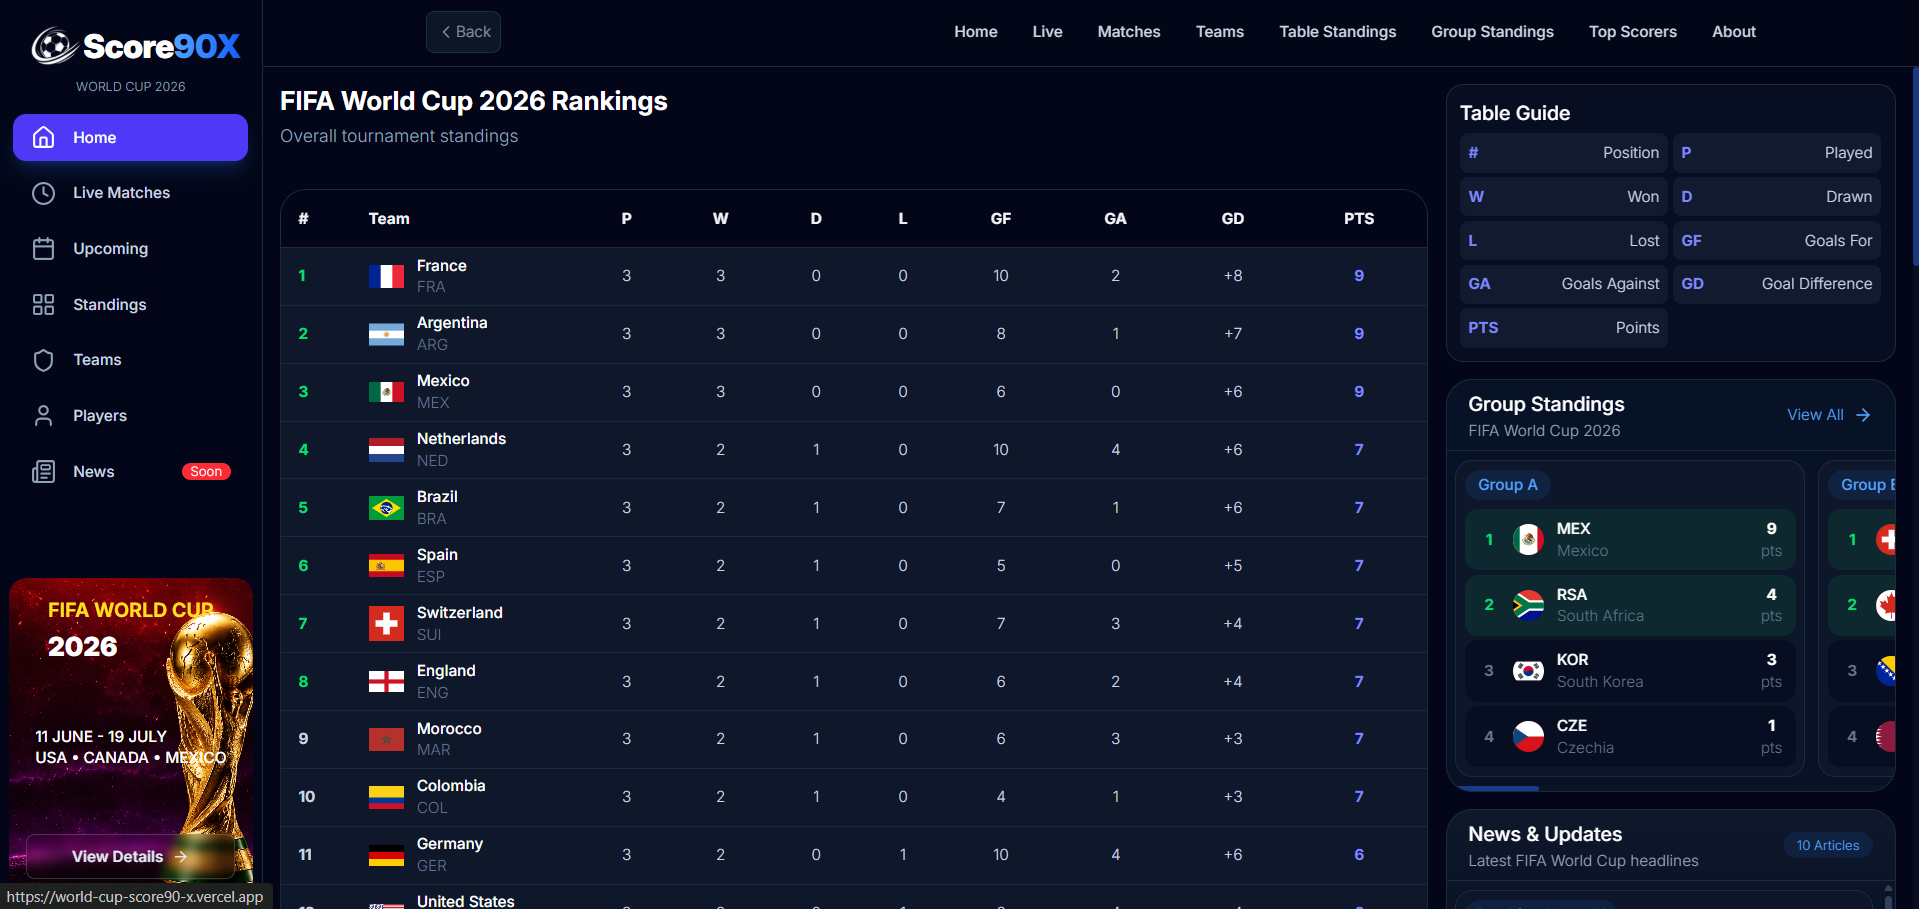 Score90X
WORLD CUP 2026
Home
Live Matches
Upcoming
Standings
Teams
Players
News Soon
FIFA WORLD CUP
2026
11 JUNE - 19 JULY
USA • CANADA • MEXICO
View Details →
https://world-cup-score90-x.vercel.app
Back
Home Live Matches Teams Table Standings Group Standings Top Scorers About
FIFA World Cup 2026 Rankings
Overall tournament standings
# Team P W D L GF GA GD PTS
1 France 3 3 0 0 10 2 +8 9
FRA
2 Argentina 3 3 0 0 8 1 +7 9
ARG
3 Mexico 3 3 0 0 6 0 +6 9
MEX
4 Netherlands 3 2 1 0 10 4 +6 7
NED
5 Brazil 3 2 1 0 7 1 +6 7
BRA
6 Spain 3 2 1 0 5 0 +5 7
ESP
7 Switzerland 3 2 1 0 7 3 +4 7
SUI
8 England 3 2 1 0 6 2 +4 7
ENG
9 Morocco 3 2 1 0 6 3 +3 7
MAR
10 Colombia 3 2 1 0 4 1 +3 7
COL
11 Germany 3 2 0 1 10 4 +6 6
GER
United States
Table Guide
# Position P Played
W Won D Drawn
L Lost GF Goals For
GA Goals Against GD Goal Difference
PTS Points
Group Standings
FIFA World Cup 2026
View All →
Group A
1 MEX 9
Mexico pts
2 RSA 4
South Africa pts
3 KOR 3
South Korea pts
4 CZE 1
Czechia pts
Group
1
2
3
4
News & Updates
Latest FIFA World Cup headlines
10 Articles